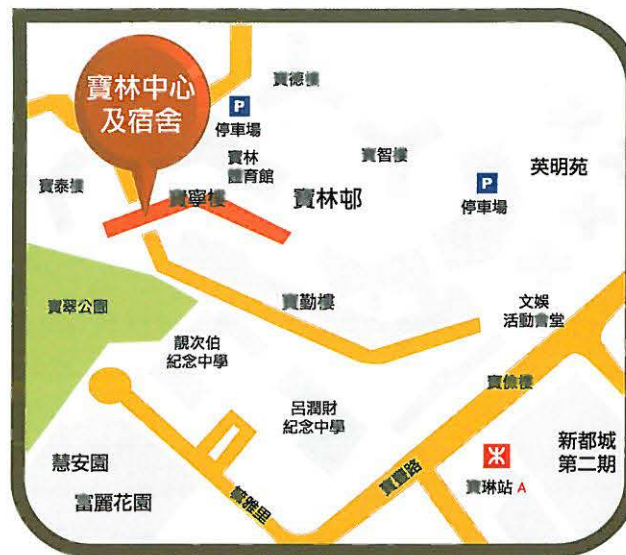 寶林中心
及宿舍
寶德樓
P
停車場
寶林
體育館
寶智樓
英明苑
寶泰樓
寶寧樓
寶林邨
P
停車場
寶翠公園
寶勤樓
文娛
活動會堂
靚次伯
紀念中學
寶儉樓
呂潤財
紀念中學
新都城
第二期
慧安園
寶豐路
寶琳站 A
富麗花園
毓雅里